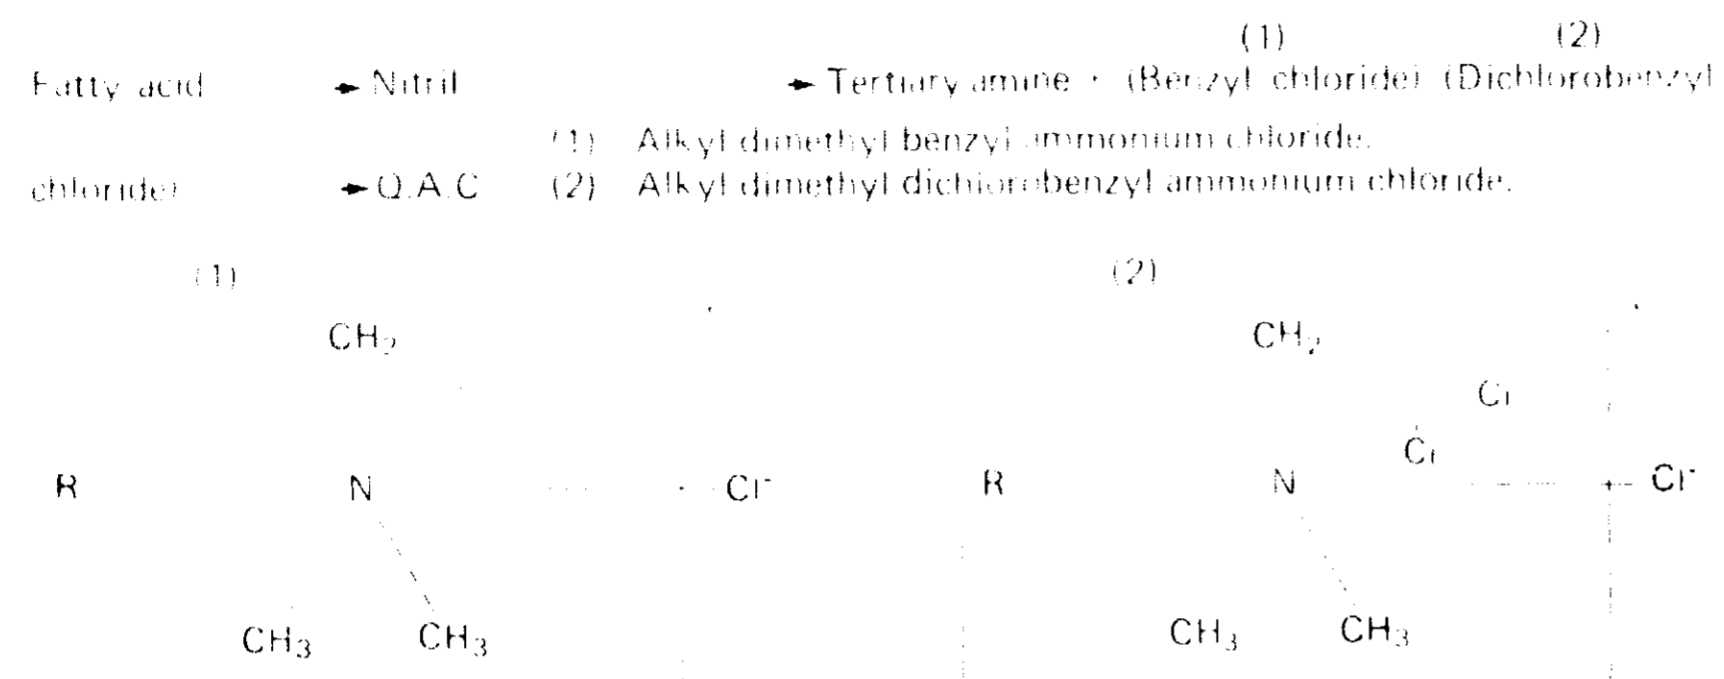 (1) (2)
Fatty acid → Nitril → Tertiary amine + (Benzyl chloride) (Dichlorobenzyl
(1) Alkyl dimethyl benzyl ammonium chloride.
chloride) → Q.A.C (2) Alkyl dimethyl dichlorobenzyl ammonium chloride.
(1) (2)
CH₂ CH₂
Cl
Cl
R N Cl⁻ R N + Cl⁻
CH₃ CH₃ CH₃ CH₃